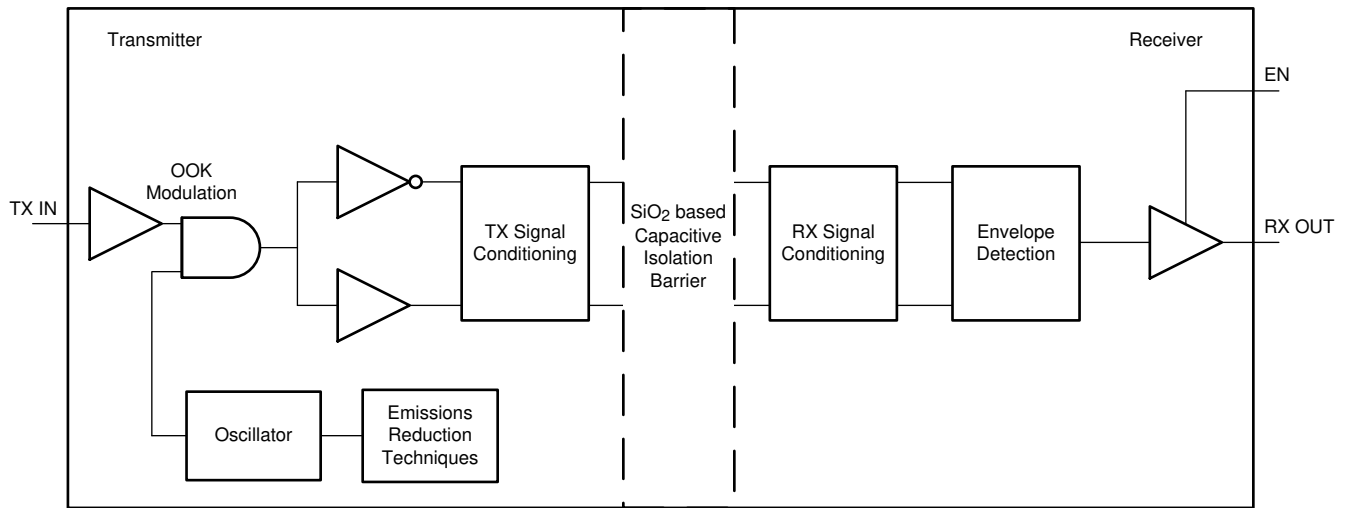 Transmitter
Receiver
EN
OOK
Modulation
TX IN
TX Signal
Conditioning
SiO2 based
Capacitive
Isolation
Barrier
RX Signal
Conditioning
Envelope
Detection
RX OUT
Oscillator
Emissions
Reduction
Techniques